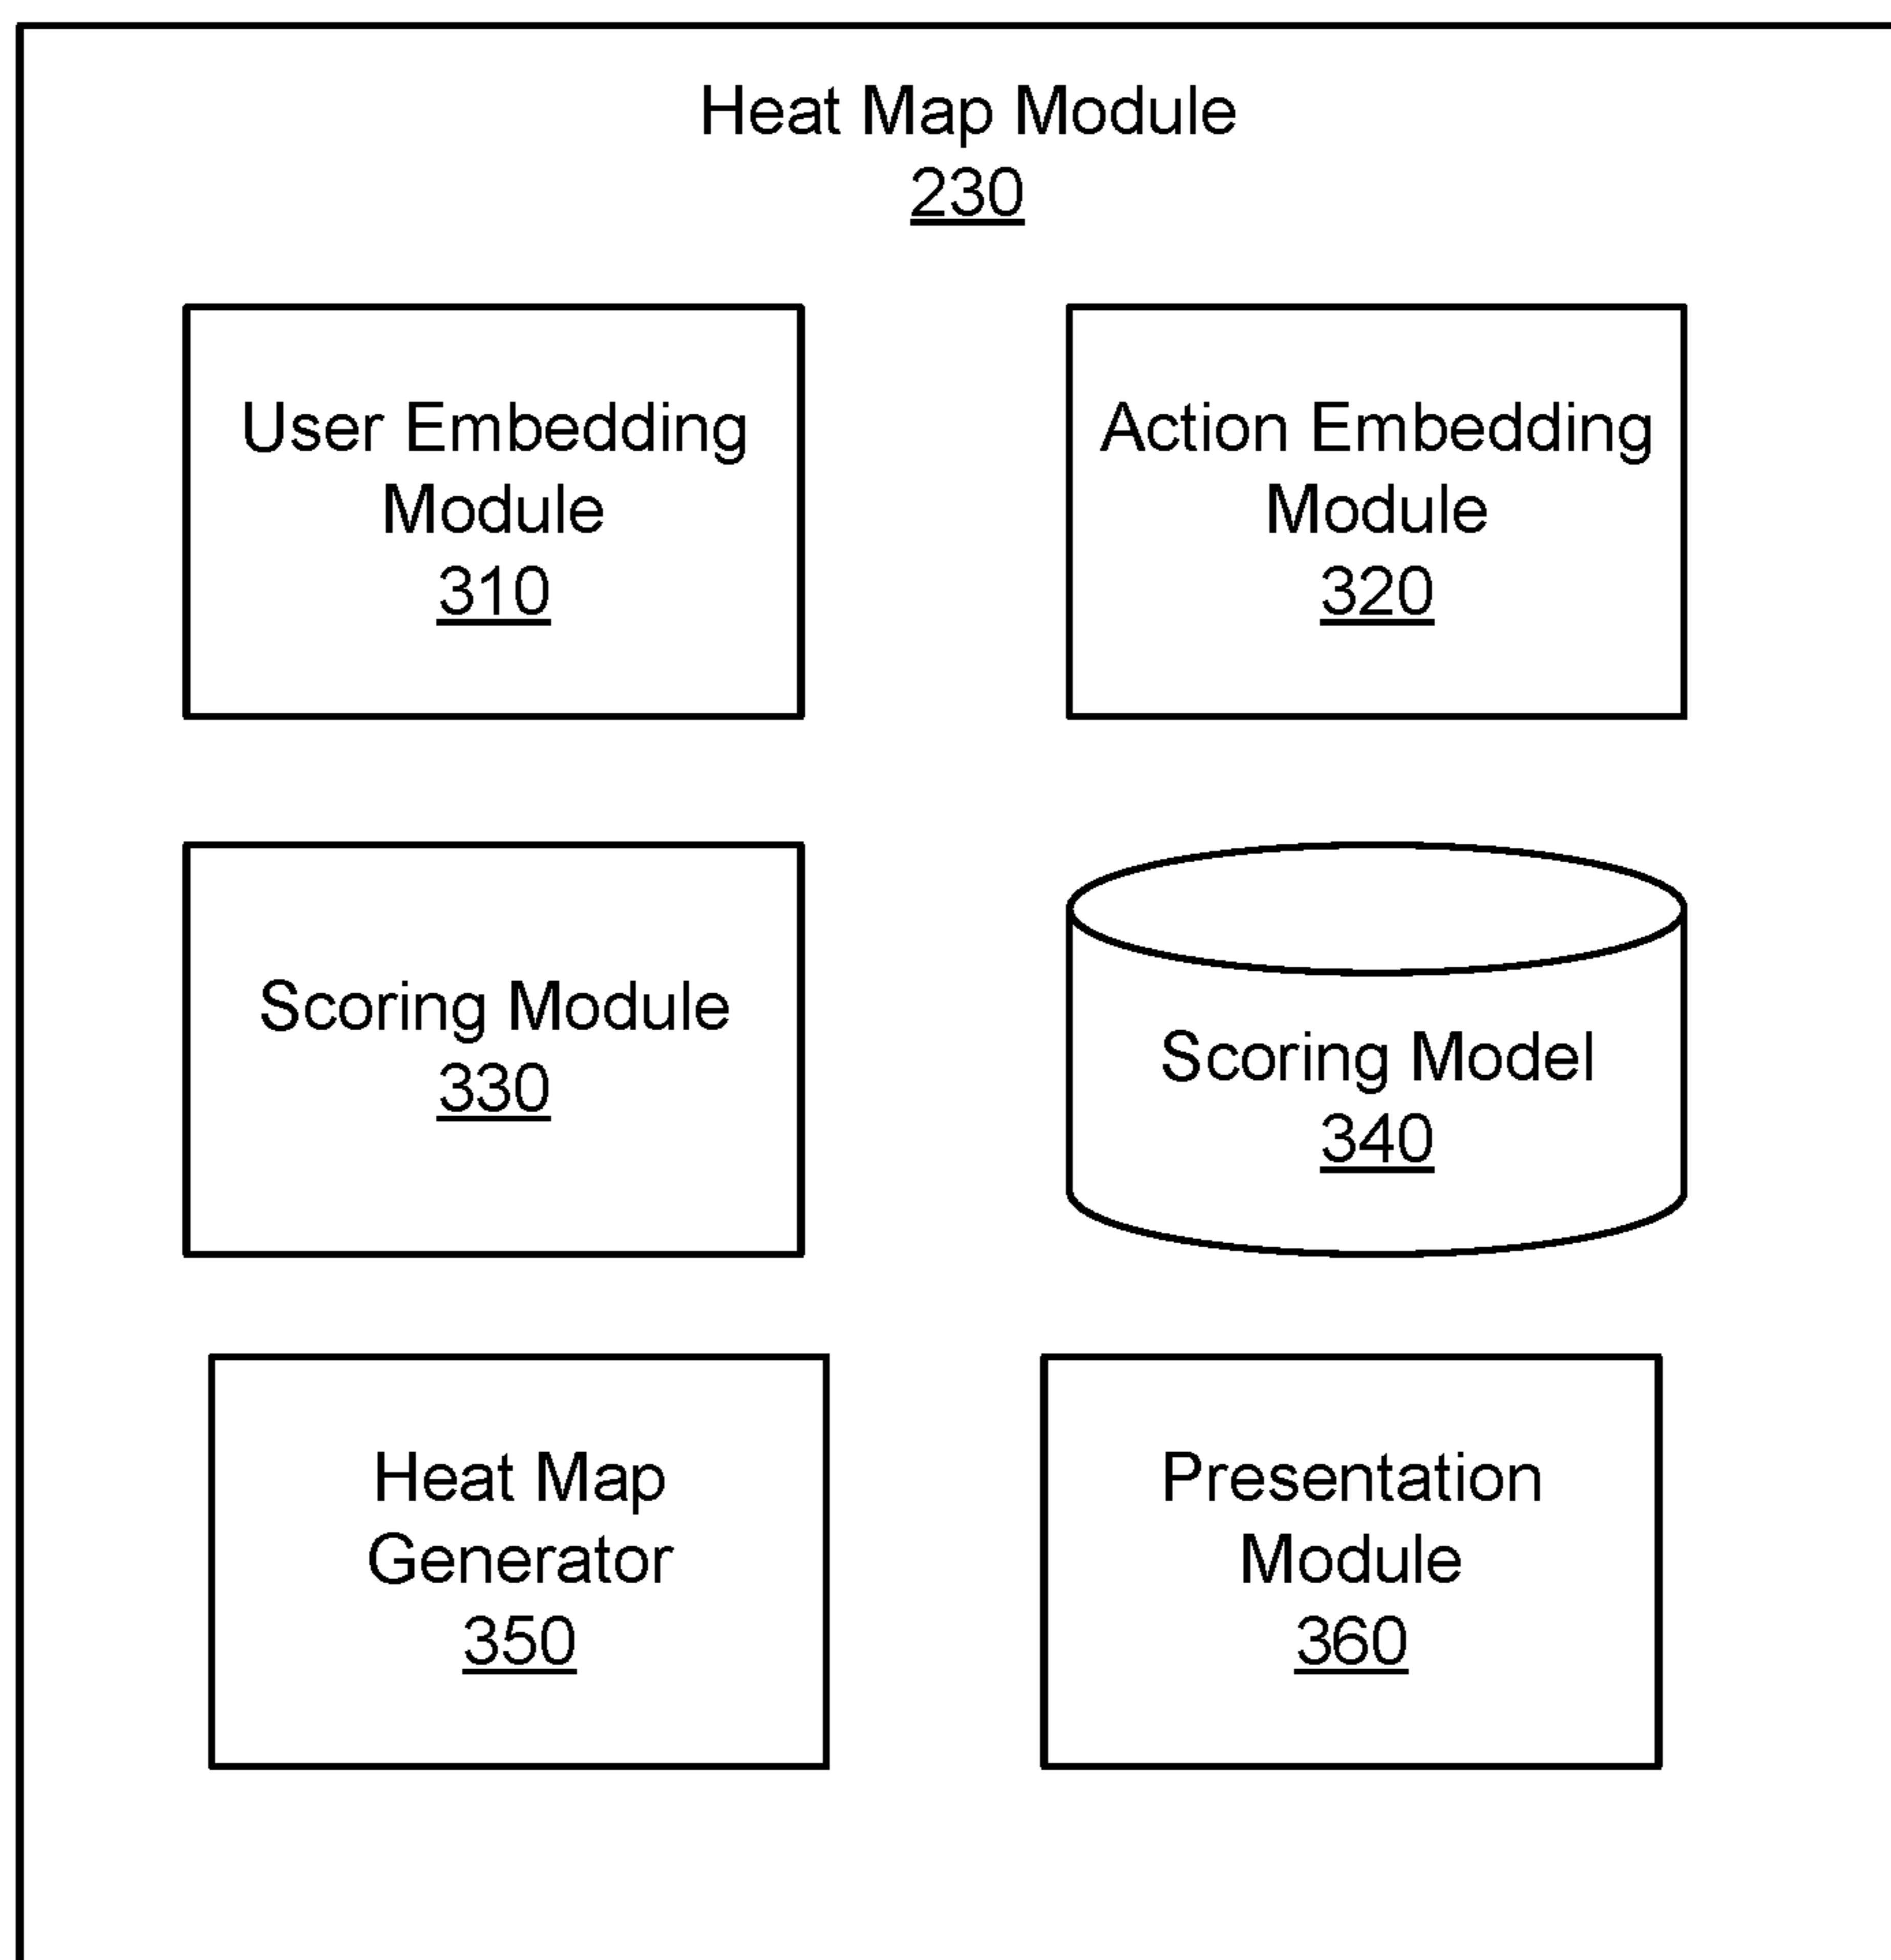 Heat Map Module
230
User Embedding
Module
310
Action Embedding
Module
320
Scoring Module
330
Scoring Model
340
Heat Map
Generator
350
Presentation
Module
360